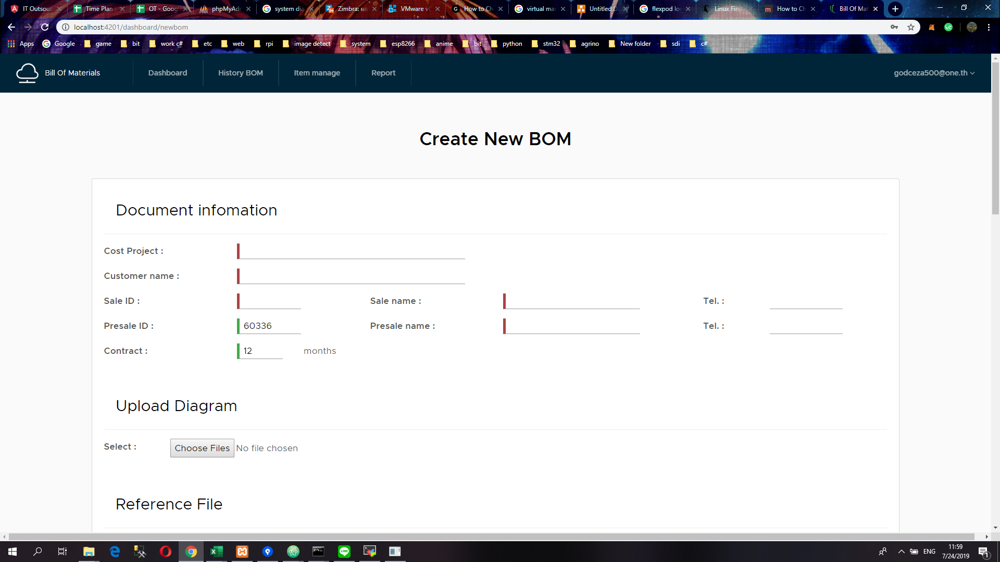 IT Outsour
Time Plan
OT - Goog
phpMyAdr
system dia
Zimbra:
VMware v
How to Ch
virtual ma
Untitled D
flexpod lo
Linux Find
How to Ch
Bill Of Mat
localhost:4201/dashboard/newbom
Apps
Google
game
bit
work c#
etc
web
rpi
image detect
system
esp8266
anime
bit
python
stm32
agrino
New folder
sdi
c#
Bill Of Materials
Dashboard
History BOM
Item manage
Report
godceza500@one.th
Create New BOM
Document infomation
Cost Project :
Customer name :
Sale ID :
Sale name :
Tel. :
Presale ID :
60336
Presale name :
Tel. :
Contract :
12
months
Upload Diagram
Select :
Choose Files
No file chosen
Reference File
ENG
11:59
7/24/2019
1